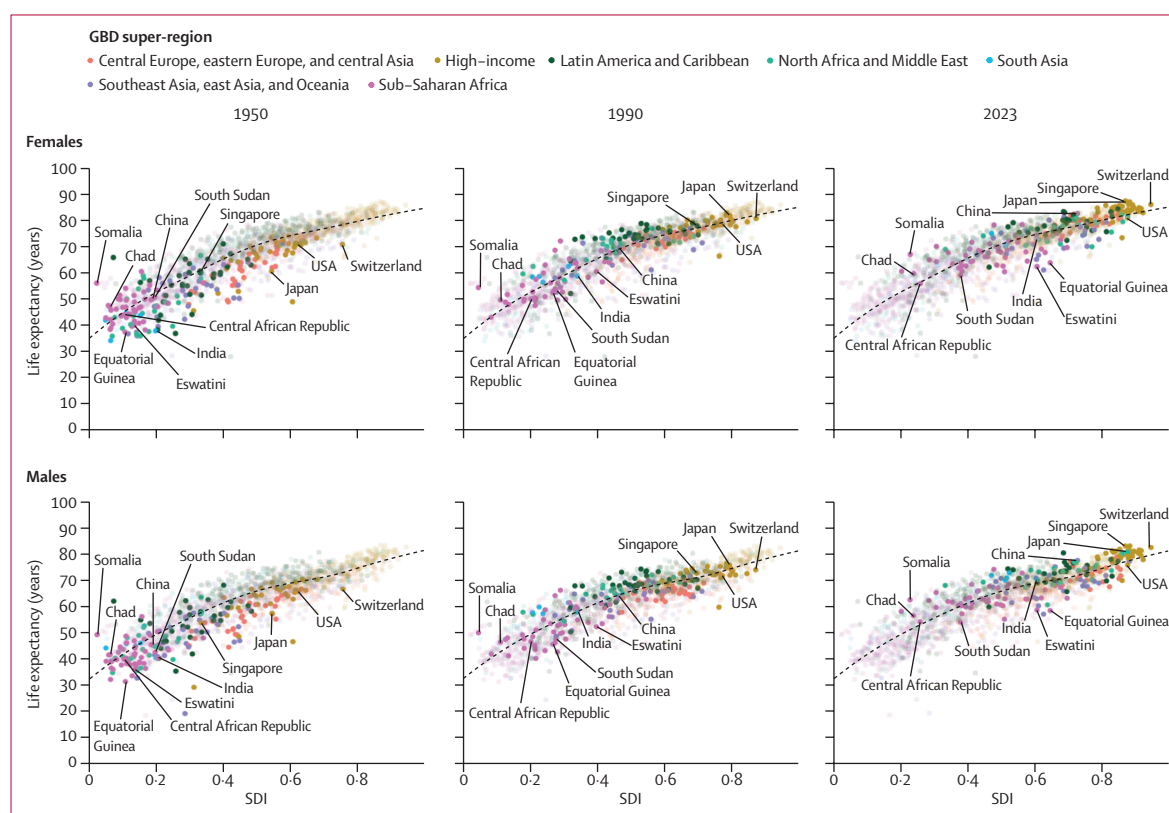 GBD super-region
Central Europe, eastern Europe, and central Asia High-income Latin America and Caribbean North Africa and Middle East South Asia
Southeast Asia, east Asia, and Oceania Sub-Saharan Africa
1950 1990 2023
Females
Life expectancy (years)
100
90
80
70
60
50
40
30
20
10
0
Somalia
Chad
China
South Sudan
Singapore
USA
Japan
Switzerland
Central African Republic
Equatorial
Guinea
Eswatini
India
Somalia
Chad
Singapore
Japan
Switzerland
USA
China
Eswatini
India
South Sudan
Central African
Republic
Equatorial
Guinea
Somalia
Chad
China
Japan
Singapore
Switzerland
USA
Equatorial Guinea
India
Eswatini
South Sudan
Central African Republic
Males
Life expectancy (years)
100
90
80
70
60
50
40
30
20
10
0
Somalia
Chad
China
South Sudan
USA
Switzerland
Japan
Singapore
India
Eswatini
Central African Republic
Equatorial
Guinea
Somalia
Chad
Singapore
Japan
Switzerland
USA
China
India
Eswatini
South Sudan
Equatorial Guinea
Central African Republic
Somalia
Chad
China
Japan
Singapore
Switzerland
USA
Equatorial Guinea
India
Eswatini
South Sudan
Central African Republic
0 0·2 0·4 0·6 0·8
SDI
0 0·2 0·4 0·6 0·8
SDI
0 0·2 0·4 0·6 0·8
SDI